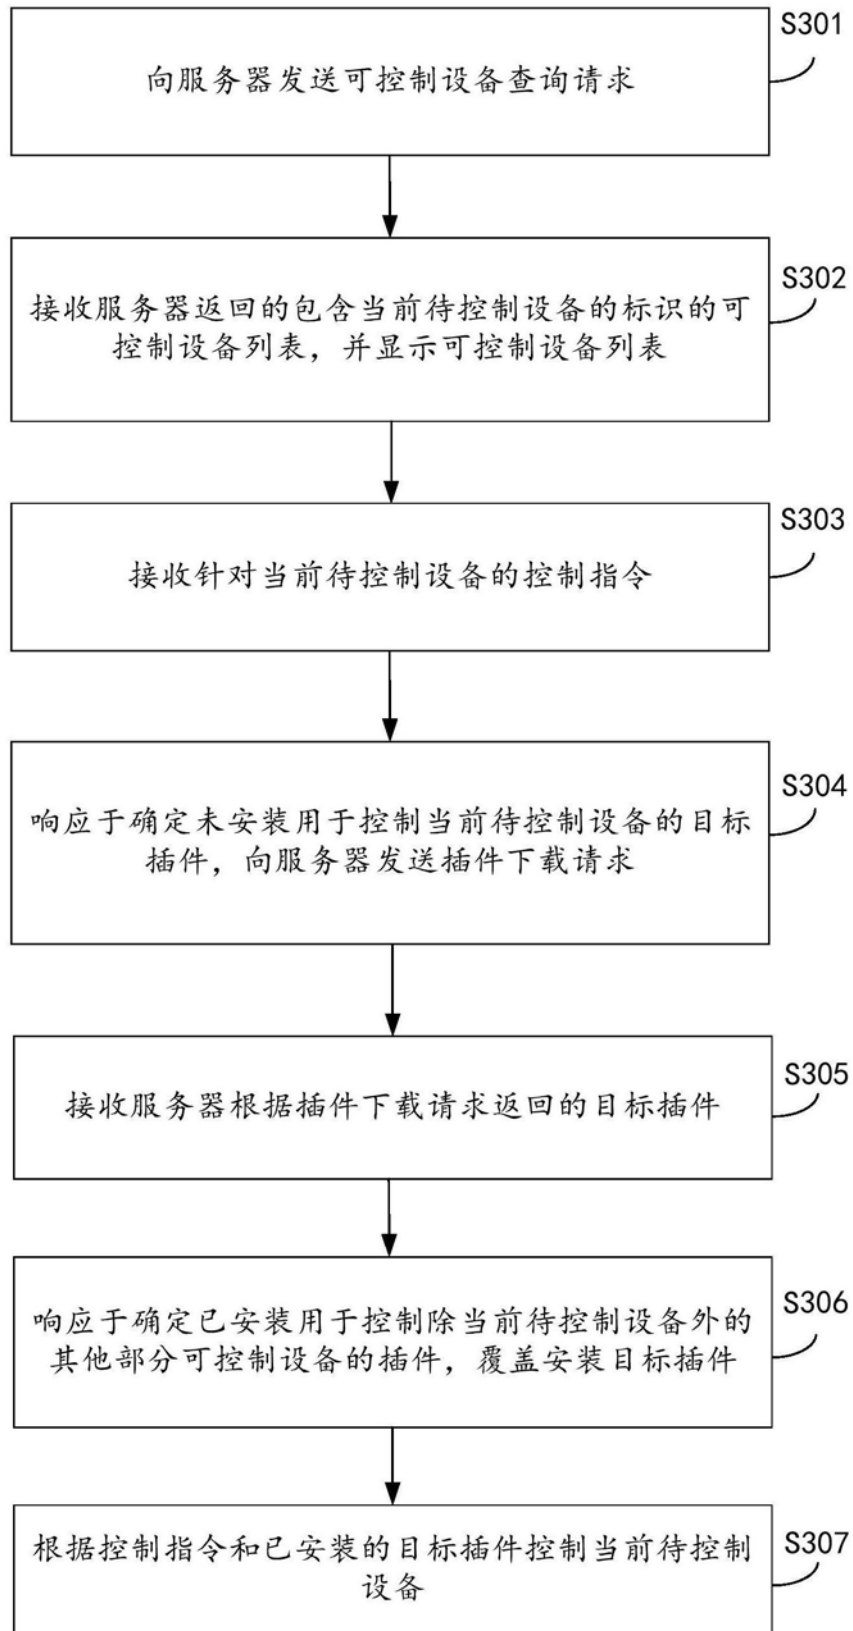 S301
向服务器发送可控制设备查询请求
S302
接收服务器返回的包含当前待控制设备的标识的可
控制设备列表，并显示可控制设备列表
S303
接收针对当前待控制设备的控制指令
S304
响应于确定未安装用于控制当前待控制设备的目标
插件，向服务器发送插件下载请求
S305
接收服务器根据插件下载请求返回的目标插件
S306
响应于确定已安装用于控制除当前待控制设备外的
其他部分可控制设备的插件，覆盖安装目标插件
S307
根据控制指令和已安装的目标插件控制当前待控制
设备